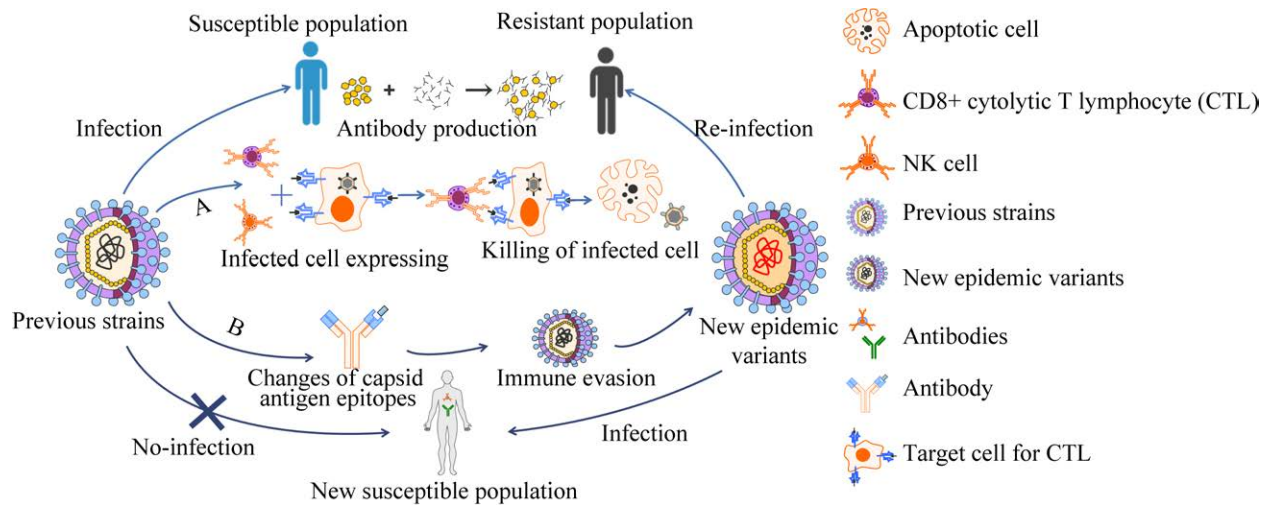 Susceptible population
Resistant population
+
Antibody production
Infection
Re-infection
A
+
Infected cell expressing
Killing of infected cell
Previous strains
B
Changes of capsid
antigen epitopes
Immune evasion
New epidemic
variants
No-infection
Infection
New susceptible population
Apoptotic cell
CD8+ cytolytic T lymphocyte (CTL)
NK cell
Previous strains
New epidemic variants
Antibodies
Antibody
Target cell for CTL